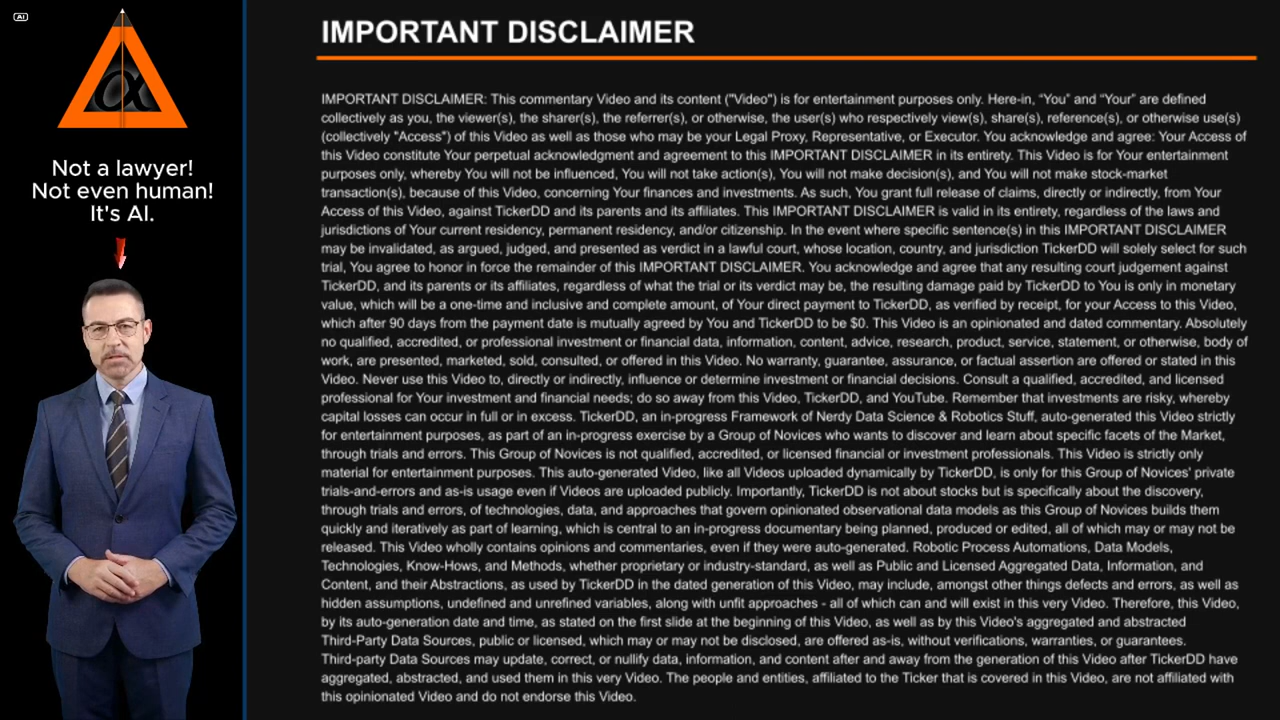 AI
α
Not a lawyer!
Not even human!
It's AI.
IMPORTANT DISCLAIMER
IMPORTANT DISCLAIMER: This commentary Video and its content ("Video") is for entertainment purposes only. Here-in, “You” and “Your” are defined
collectively as you, the viewer(s), the sharer(s), the referrer(s), or otherwise, the user(s) who respectively view(s), share(s), reference(s), or otherwise use(s)
(collectively "Access") of this Video as well as those who may be your Legal Proxy, Representative, or Executor. You acknowledge and agree: Your Access of
this Video constitute Your perpetual acknowledgment and agreement to this IMPORTANT DISCLAIMER in its entirety. This Video is for Your entertainment
purposes only, whereby You will not be influenced, You will not take action(s), You will not make decision(s), and You will not make stock-market
transaction(s), because of this Video, concerning Your finances and investments. As such, You grant full release of claims, directly or indirectly, from Your
Access of this Video, against TickerDD and its parents and its affiliates. This IMPORTANT DISCLAIMER is valid in its entirety, regardless of the laws and
jurisdictions of Your current residency, permanent residency, and/or citizenship. In the event where specific sentence(s) in this IMPORTANT DISCLAIMER
may be invalidated, as argued, judged, and presented as verdict in a lawful court, whose location, country, and jurisdiction TickerDD will solely select for such
trial, You agree to honor in force the remainder of this IMPORTANT DISCLAIMER. You acknowledge and agree that any resulting court judgement against
TickerDD, and its parents or its affiliates, regardless of what the trial or its verdict may be, the resulting damage paid by TickerDD to You is only in monetary
value, which will be a one-time and inclusive and complete amount, of Your direct payment to TickerDD, as verified by receipt, for your Access to this Video,
which after 90 days from the payment date is mutually agreed by You and TickerDD to be $0. This Video is an opinionated and dated commentary. Absolutely
no qualified, accredited, or professional investment or financial data, information, content, advice, research, product, service, statement, or otherwise, body of
work, are presented, marketed, sold, consulted, or offered in this Video. No warranty, guarantee, assurance, or factual assertion are offered or stated in this
Video. Never use this Video to, directly or indirectly, influence or determine investment or financial decisions. Consult a qualified, accredited, and licensed
professional for Your investment and financial needs; do so away from this Video, TickerDD, and YouTube. Remember that investments are risky, whereby
capital losses can occur in full or in excess. TickerDD, an in-progress Framework of Nerdy Data Science & Robotics Stuff, auto-generated this Video strictly
for entertainment purposes, as part of an in-progress exercise by a Group of Novices who wants to discover and learn about specific facets of the Market,
through trials and errors. This Group of Novices is not qualified, accredited, or licensed financial or investment professionals. This Video is strictly only
material for entertainment purposes. This auto-generated Video, like all Videos uploaded dynamically by TickerDD, is only for this Group of Novices' private
trials-and-errors and as-is usage even if Videos are uploaded publicly. Importantly, TickerDD is not about stocks but is specifically about the discovery,
through trials and errors, of technologies, data, and approaches that govern opinionated observational data models as this Group of Novices builds them
quickly and iteratively as part of learning, which is central to an in-progress documentary being planned, produced or edited, all of which may or may not be
released. This Video wholly contains opinions and commentaries, even if they were auto-generated. Robotic Process Automations, Data Models,
Technologies, Know-Hows, and Methods, whether proprietary or industry-standard, as well as Public and Licensed Aggregated Data, Information, and
Content, and their Abstractions, as used by TickerDD in the dated generation of this Video, may include, amongst other things defects and errors, as well as
hidden assumptions, undefined and unrefined variables, along with unfit approaches - all of which can and will exist in this very Video. Therefore, this Video,
by its auto-generation date and time, as stated on the first slide at the beginning of this Video, as well as by this Video's aggregated and abstracted
Third-Party Data Sources, public or licensed, which may or may not be disclosed, are offered as-is, without verifications, warranties, or guarantees.
Third-party Data Sources may update, correct, or nullify data, information, and content after and away from the generation of this Video after TickerDD have
aggregated, abstracted, and used them in this very Video. The people and entities, affiliated to the Ticker that is covered in this Video, are not affiliated with
this opinionated Video and do not endorse this Video.